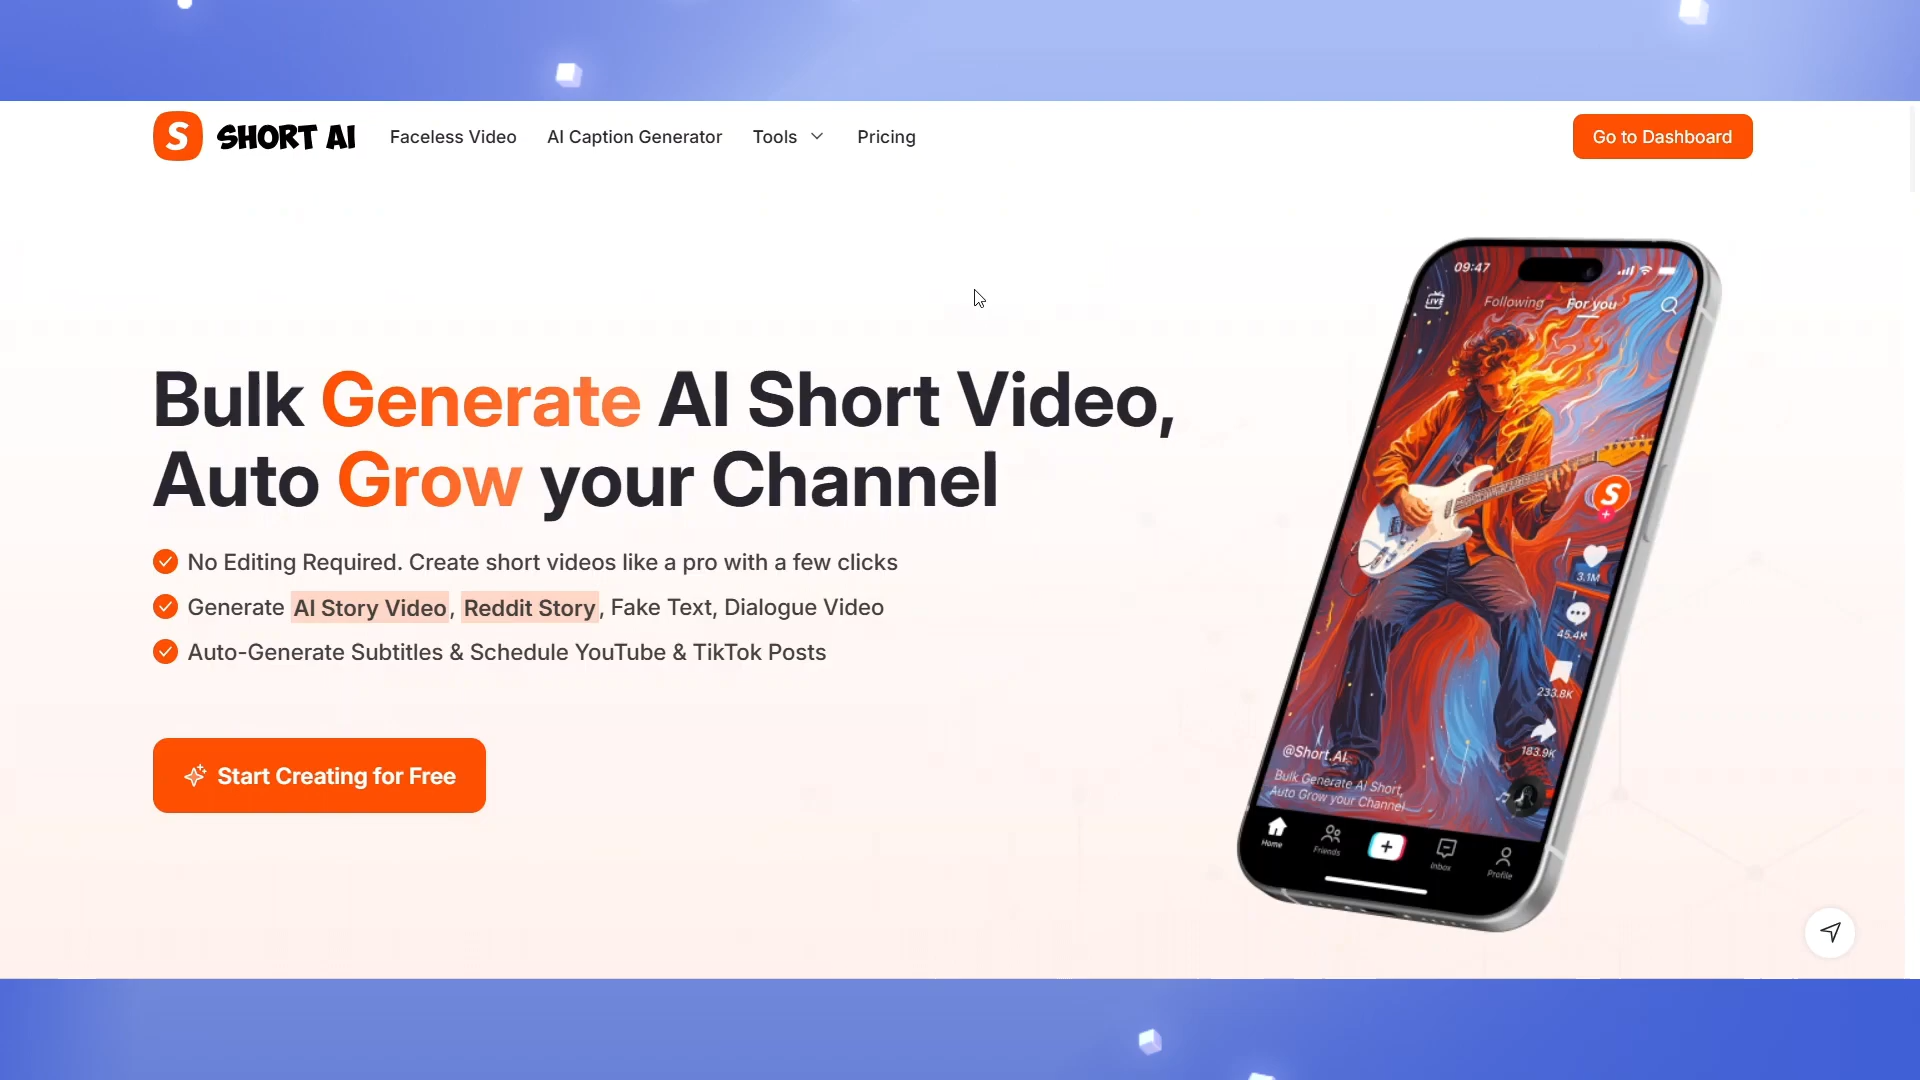 S SHORT AI
Faceless Video
AI Caption Generator
Tools
Pricing
Go to Dashboard
Bulk Generate AI Short Video,
Auto Grow your Channel
No Editing Required. Create short videos like a pro with a few clicks
Generate AI Story Video, Reddit Story, Fake Text, Dialogue Video
Auto-Generate Subtitles & Schedule YouTube & TikTok Posts
Start Creating for Free
09:47
LIVE
Following
For you
S
3.1M
45.4K
233.8K
183.9K
@Short.AI
Bulk Generate AI Short,
Auto Grow your Channel
Home
Friends
Inbox
Profile